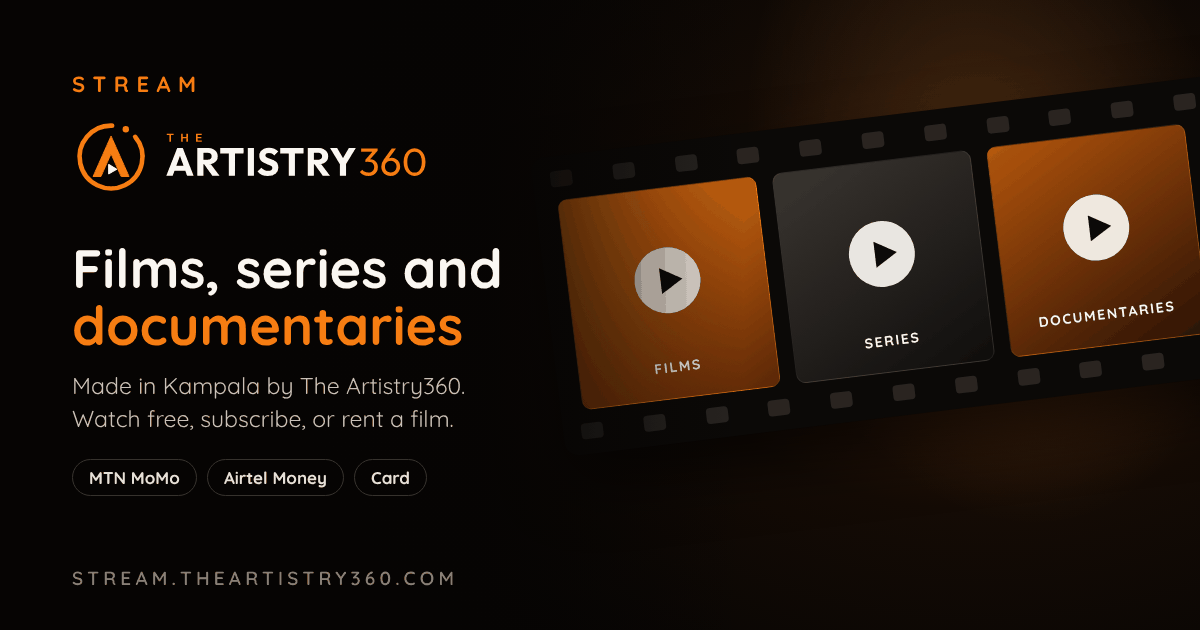 STREAM
THE
ARTISTRY360
Films, series and
documentaries
Made in Kampala by The Artistry360.
Watch free, subscribe, or rent a film.
MTN MoMo
Airtel Money
Card
STREAM.THEARTISTRY360.COM
FILMS
SERIES
DOCUMENTARIES